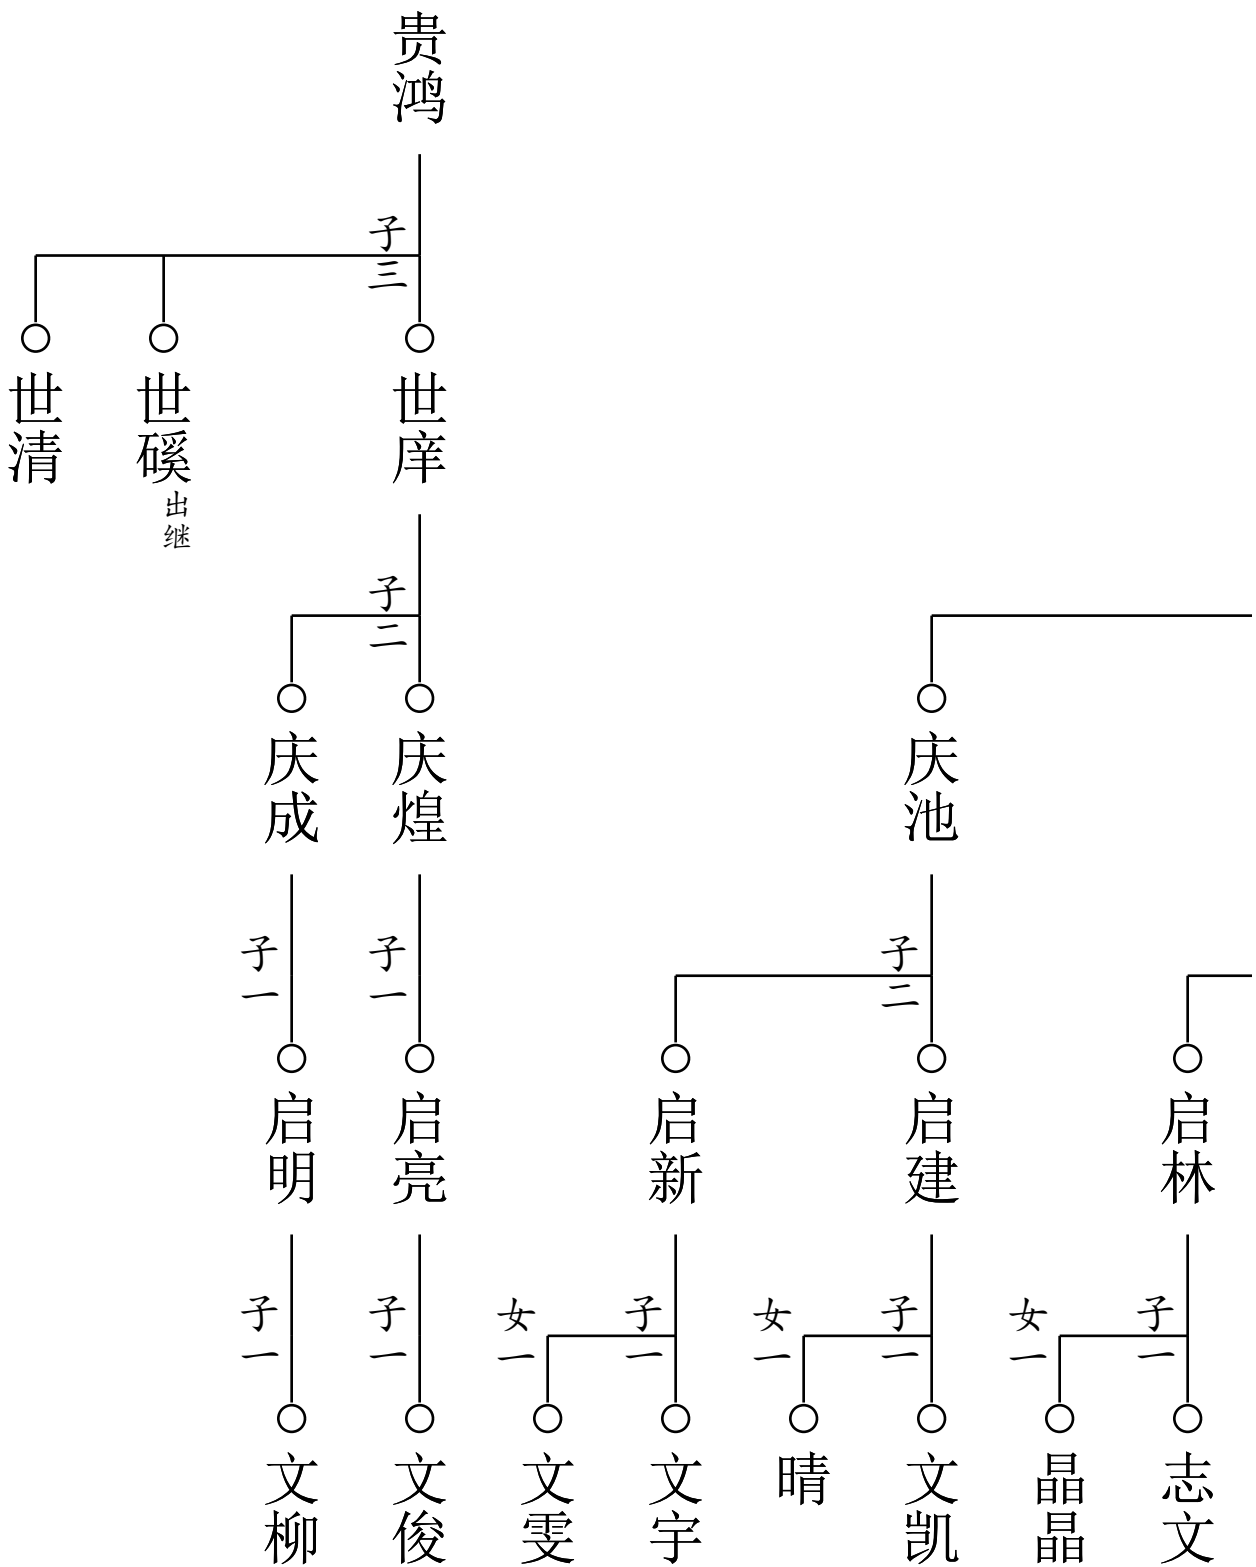 贵鸿
子三
世清
世磎
出继
世庠
子二
庆成
庆煌
庆池
子一
子一
子二
启明
启亮
启新
启建
启林
子一
子一
女一
子一
女一
子一
女一
子一
文柳
文俊
文雯
文宇
晴
文凯
晶晶
志文